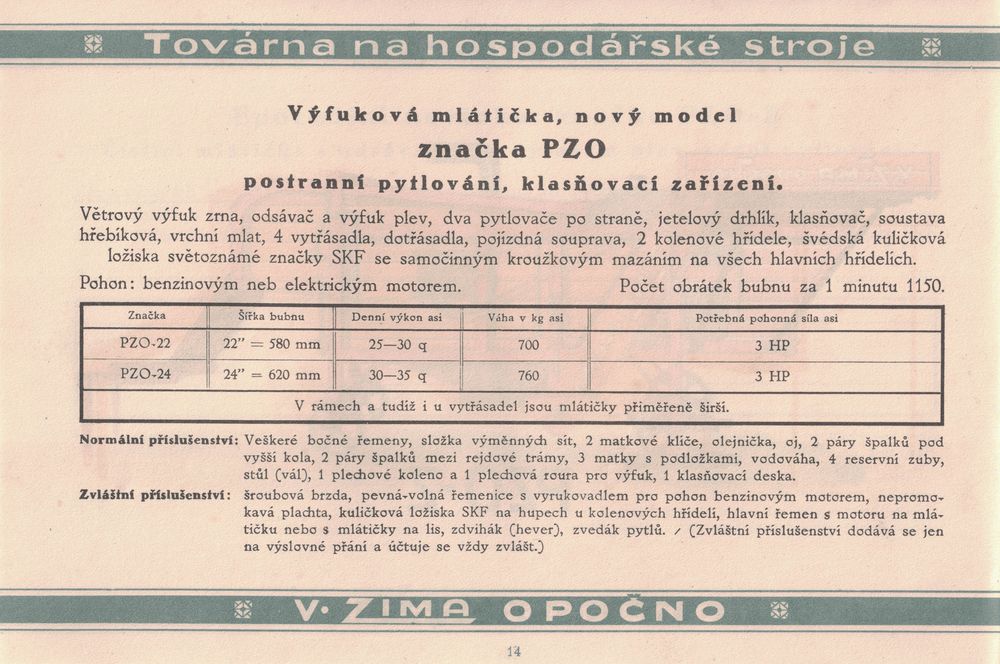 Továrna na hospodářské stroje
Výfuková mlátička, nový model
značka PZO
postranní pytlování, klasňovací zařízení.
Větrový výfuk zrna, odsávač a výfuk plev, dva pytlovače po straně, jetelový drhlík, klasňovač, soustava
hřebíková, vrchní mlat, 4 vytřásadla, dotřásadla, pojízdná souprava, 2 kolenové hřídele, švédská kuličková
ložiska světoznámé značky SKF se samočinným kroužkovým mazáním na všech hlavních hřídelích.
Pohon: benzinovým neb elektrickým motorem. Počet obrátek bubnu za 1 minutu 1150.
Značka Šířka bubnu Denní výkon asi Váha v kg asi Potřebná pohonná síla asi
PZO-22 22” = 580 mm 25—30 q 700 3 HP
PZO-24 24” = 620 mm 30—35 q 760 3 HP
V rámech a tudíž i u vytřásadel jsou mlátičky přiměřeně širší.
Normální příslušenství: Veškeré bočné řemeny, složka výměnných sít, 2 matkové klíče, olejnička, oj, 2 páry špalků pod
vyšší kola, 2 páry špalků mezi rejdové trámy, 3 matky s podložkami, vodováha, 4 reservní zuby,
stůl (vál), 1 plechové koleno a 1 plechová roura pro výfuk, 1 klasňovací deska.
Zvláštní příslušenství: šroubová brzda, pevná-volná řemenice s vyrukovadlem pro pohon benzinovým motorem, nepromo-
kavá plachta, kuličková ložiska SKF na hupech u kolenových hřídelí, hlavní řemen s motoru na mlá-
tičku nebo s mlátičky na lis, zdvihák (hever), zvedák pytlů. / (Zvláštní příslušenství dodává se jen
na výslovné přání a účtuje se vždy zvlášt.)
V. ZIMA OPOČNO
14